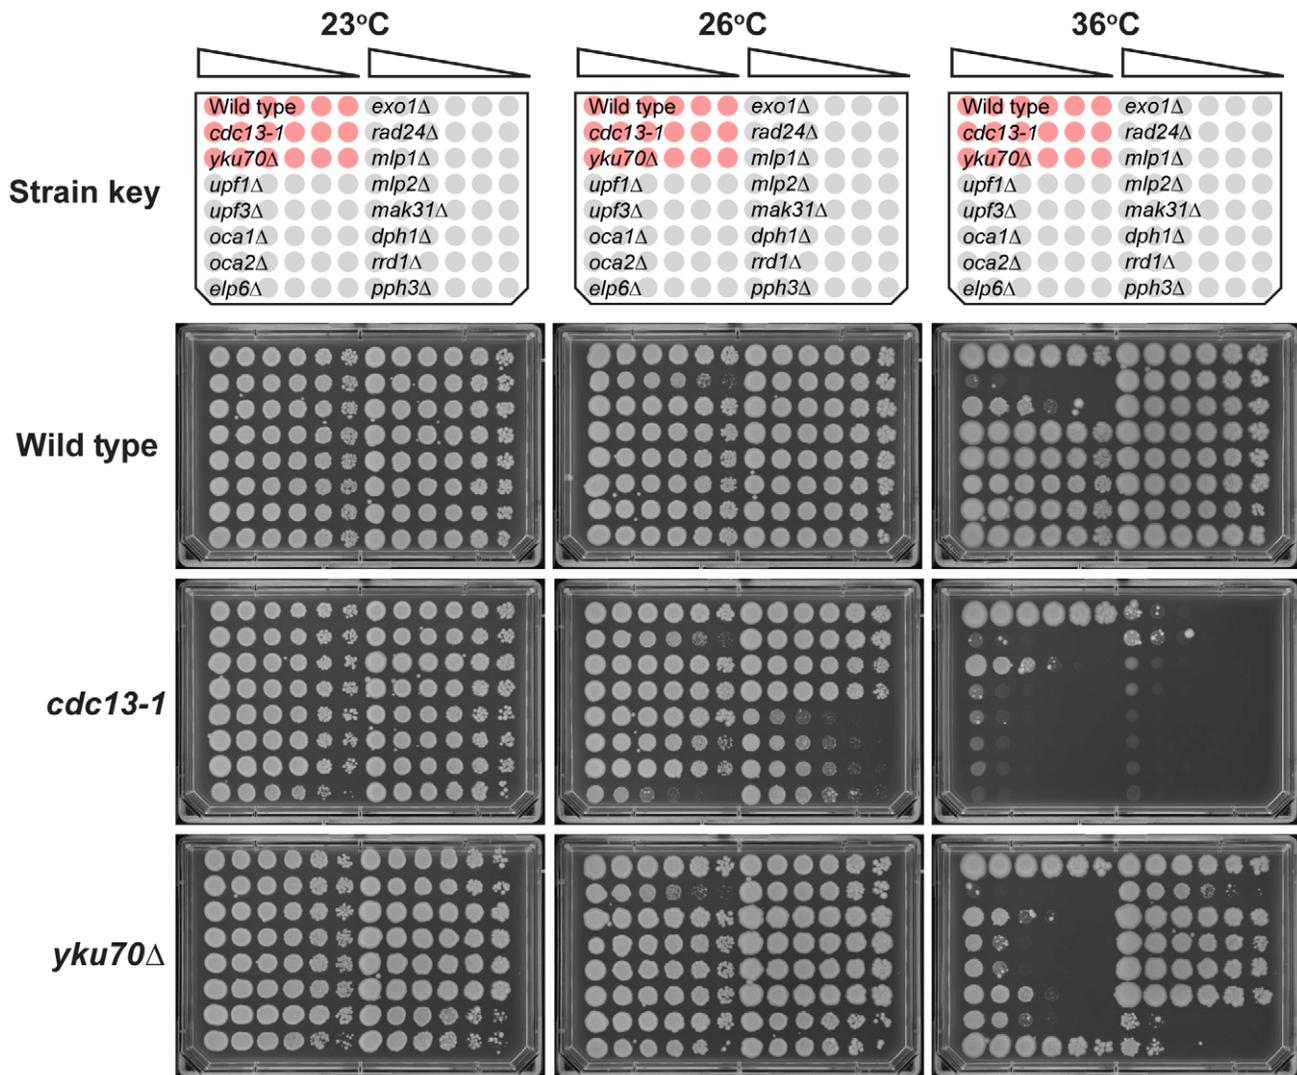 23°C 26°C 36°C
Strain key
Wild type exo1Δ Wild type exo1Δ Wild type exo1Δ
cdc13-1 rad24Δ cdc13-1 rad24Δ cdc13-1 rad24Δ
yku70Δ mlp1Δ yku70Δ mlp1Δ yku70Δ mlp1Δ
upf1Δ mlp2Δ upf1Δ mlp2Δ upf1Δ mlp2Δ
upf3Δ mak31Δ upf3Δ mak31Δ upf3Δ mak31Δ
oca1Δ dph1Δ oca1Δ dph1Δ oca1Δ dph1Δ
oca2Δ rrd1Δ oca2Δ rrd1Δ oca2Δ rrd1Δ
elp6Δ pph3Δ elp6Δ pph3Δ elp6Δ pph3Δ
Wild type
cdc13-1
yku70Δ